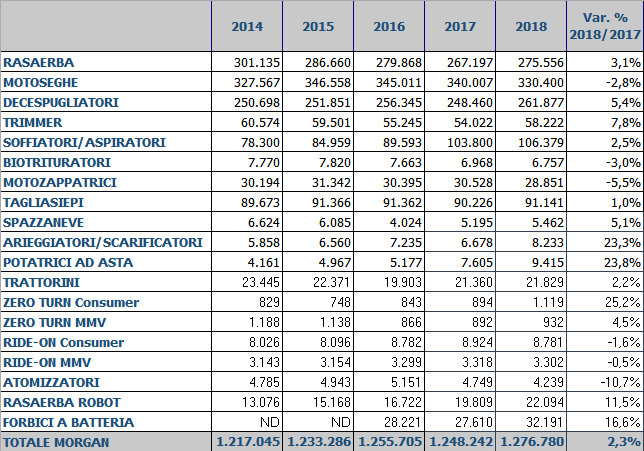 2014 2015 2016 2017 2018 Var. % 2018/2017
RASAERBA 301.135 286.660 279.868 267.197 275.556 3,1%
MOTOSEGHE 327.567 346.558 345.011 340.007 330.400 -2,8%
DECESPUGLIATORI 250.698 251.851 256.345 248.460 261.877 5,4%
TRIMMER 60.574 59.501 55.245 54.022 58.222 7,8%
SOFFIATORI/ASPIRATORI 78.300 84.959 89.593 103.800 106.379 2,5%
BIOTRITURATORI 7.770 7.820 7.663 6.968 6.757 -3,0%
MOTOZAPPATRICI 30.194 31.342 30.395 30.528 28.851 -5,5%
TAGLIASIEPI 89.673 91.366 91.362 90.226 91.141 1,0%
SPAZZANEVE 6.624 6.085 4.024 5.195 5.462 5,1%
ARIEGGIATORI/SCARIFICATORI 5.858 6.560 7.235 6.678 8.233 23,3%
POTATRICI AD ASTA 4.161 4.967 5.177 7.605 9.415 23,8%
TRATTORINI 23.445 22.371 19.903 21.360 21.829 2,2%
ZERO TURN Consumer 829 748 843 894 1.119 25,2%
ZERO TURN MMV 1.188 1.138 866 892 932 4,5%
RIDE-ON Consumer 8.026 8.096 8.782 8.924 8.781 -1,6%
RIDE-ON MMV 3.143 3.154 3.299 3.318 3.302 -0,5%
ATOMIZZATORI 4.785 4.943 5.151 4.749 4.239 -10,7%
RASAERBA ROBOT 13.076 15.168 16.722 19.809 22.094 11,5%
FORBICI A BATTERIA ND ND 28.221 27.610 32.191 16,6%
TOTALE MORGAN 1.217.045 1.233.286 1.255.705 1.248.242 1.276.780 2,3%